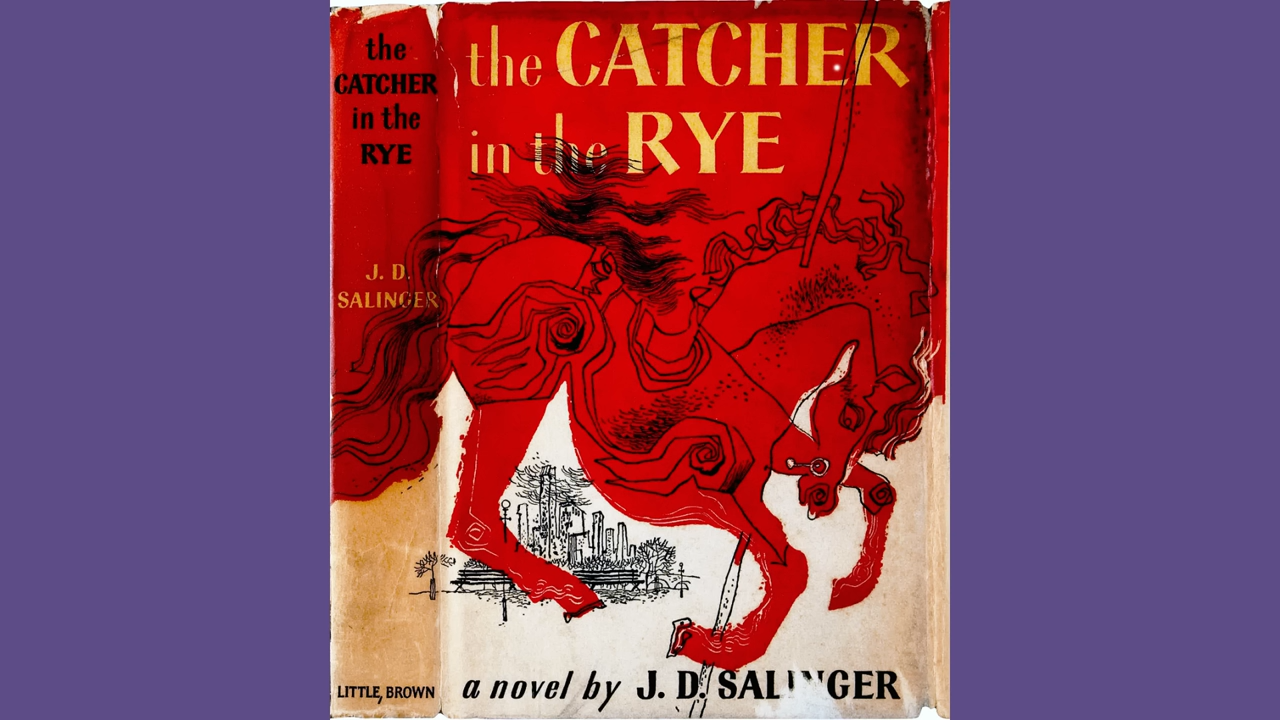 the
CATCHER
in the
RYE
J. D.
SALINGER
LITTLE, BROWN
the CATCHER
in the RYE
a novel by J. D. SALINGER